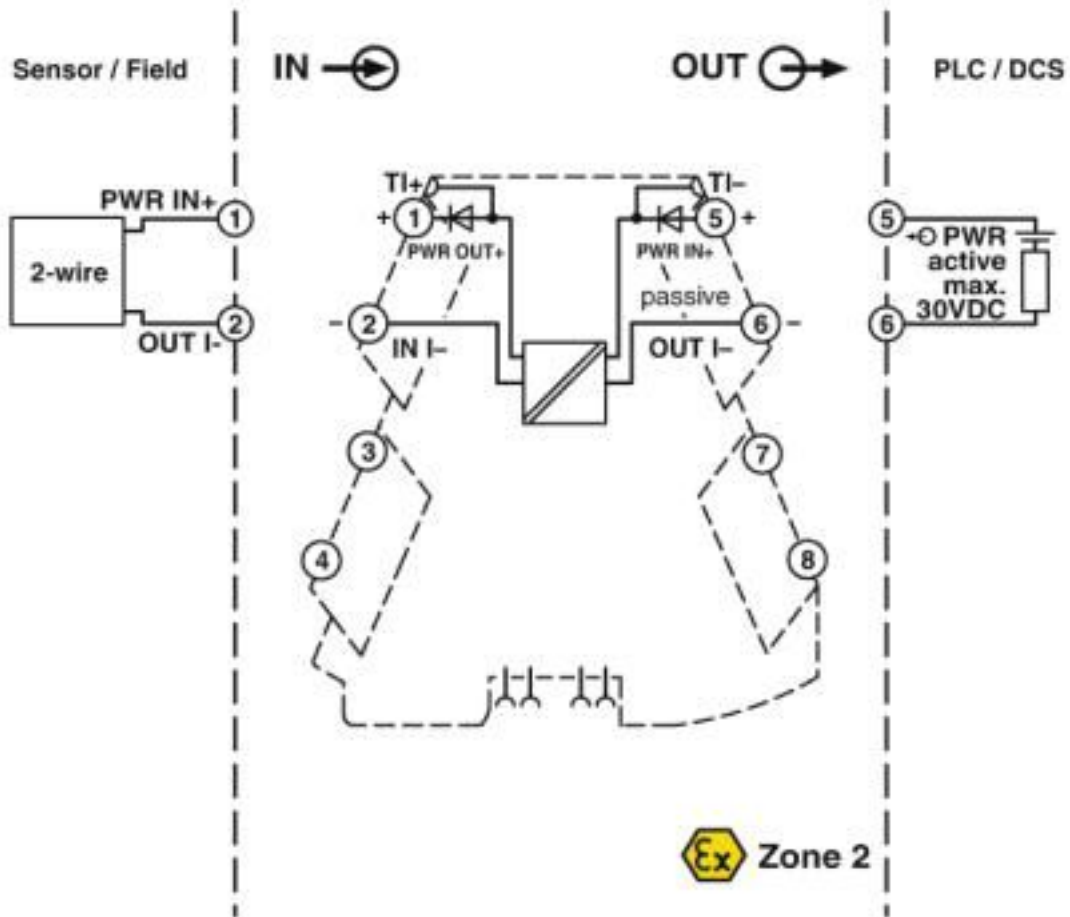 Sensor / Field
IN
OUT
PLC / DCS
PWR IN+
1
2-wire
2
OUT I-
TI+
TI–
+ 1
5 +
PWR OUT+
PWR IN+
passive
– 2
6 –
IN I–
OUT I–
3
7
4
8
5
PWR
active
max.
30VDC
6
Ex Zone 2